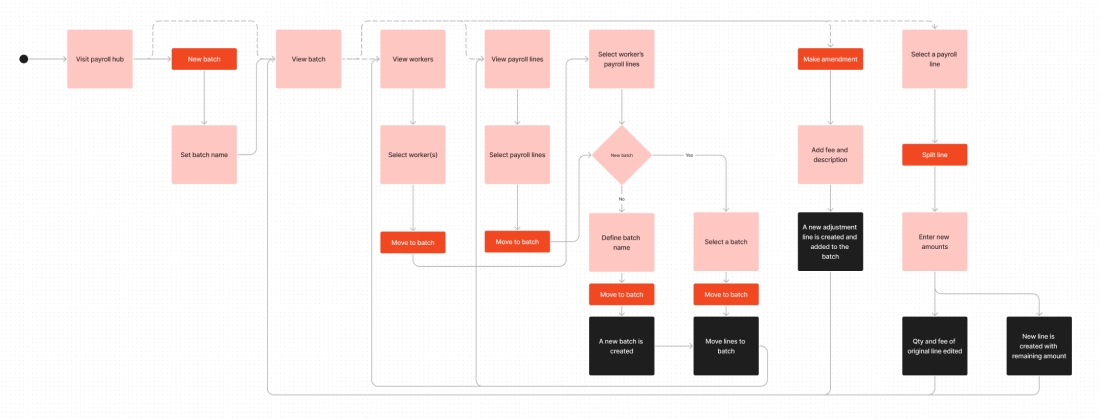 Visit payroll hub
New batch
View batch
View workers
View payroll lines
Select worker's
payroll lines
Make amendment
Select a payroll
line
Set batch name
Select worker(s)
Select payroll lines
New batch
Yes
Add fee and
description
Split line
No
Move to batch
Move to batch
Define batch
name
Select a batch
A new adjustment
line is created and
added to the
batch
Enter new
amounts
Move to batch
Move to batch
A new batch is
created
Move lines to
batch
Qty and fee of
original line edited
New line is
created with
remaining amount